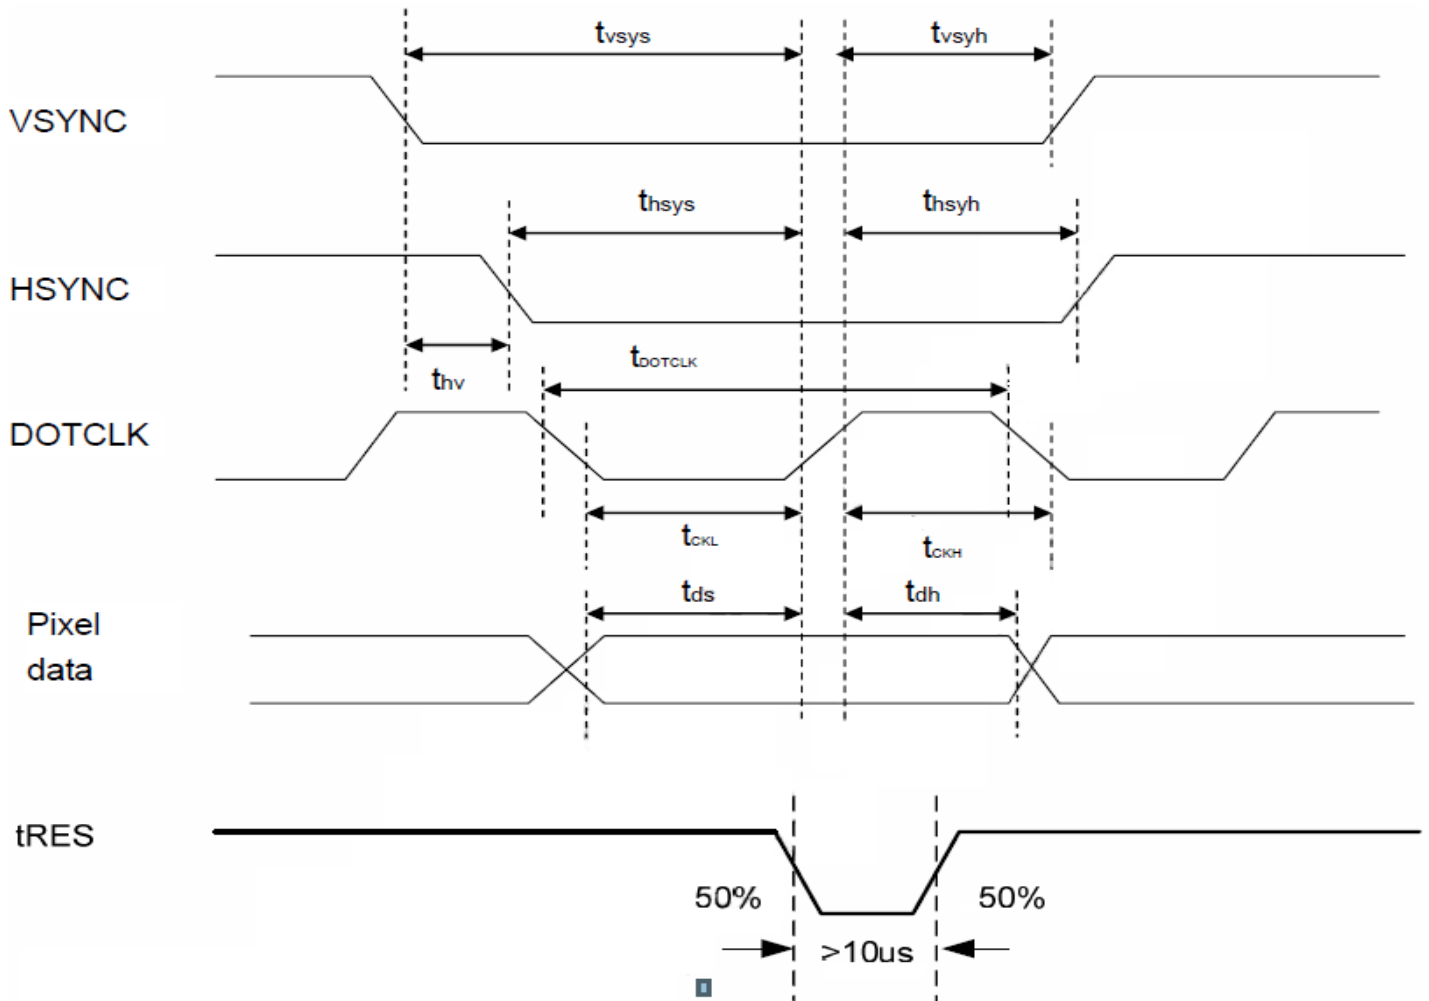 tvsys tvsyh
VSYNC
thsys thsyh
HSYNC
tDOTCLK
thv
DOTCLK
tCKL tCKH
tds tdh
Pixel
data
tRES
50% 50%
>10us